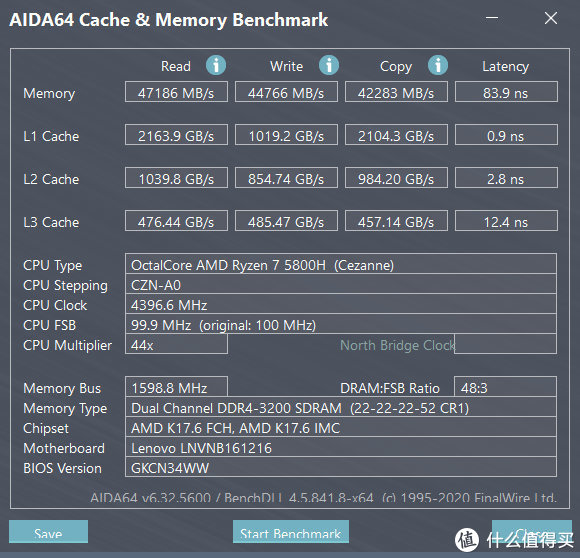 AIDA64 Cache & Memory Benchmark
Read Write Copy Latency
Memory 47186 MB/s 44766 MB/s 42283 MB/s 83.9 ns
L1 Cache 2163.9 GB/s 1019.2 GB/s 2104.3 GB/s 0.9 ns
L2 Cache 1039.8 GB/s 854.74 GB/s 984.20 GB/s 2.8 ns
L3 Cache 476.44 GB/s 485.47 GB/s 457.14 GB/s 12.4 ns
CPU Type OctalCore AMD Ryzen 7 5800H (Cezanne)
CPU Stepping CZN-A0
CPU Clock 4396.6 MHz
CPU FSB 99.9 MHz (original: 100 MHz)
CPU Multiplier 44x North Bridge Clock
Memory Bus 1598.8 MHz DRAM:FSB Ratio 48:3
Memory Type Dual Channel DDR4-3200 SDRAM (22-22-22-52 CR1)
Chipset AMD K17.6 FCH, AMD K17.6 IMC
Motherboard Lenovo LNVNB161216
BIOS Version GKCN34WW
AIDA64 v6.32.5600 / BenchDLL 4.5.841.8-x64 (c) 1995-2020 FinalWire Ltd.
Save Start Benchmark
值 什么值得买